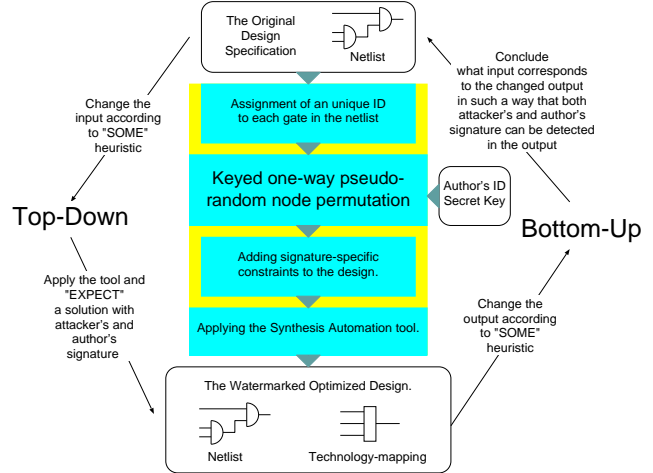 The Original
Design
Specification
Netlist
Change the
input according
to "SOME"
heuristic
Assignment of an unique ID
to each gate in the netlist
Conclude
what input corresponds
to the changed output
in such a way that both
attacker's and author's
signature can be detected
in the output
Keyed one-way pseudo-
random node permutation
Author's ID
Secret Key
Top-Down
Bottom-Up
Adding signature-specific
constraints to the design.
Apply the tool and
"EXPECT"
a solution with
attacker's and
author's
signature
Change the
output according
to "SOME"
heuristic
Applying the Synthesis Automation tool.
The Watermarked Optimized Design.
Netlist
Technology-mapping